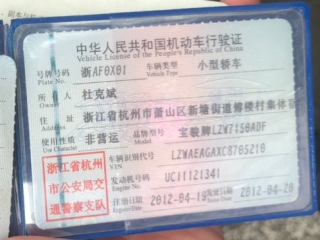 中华人民共和国机动车行驶证
Vehicle License of the People's Republic of China
号牌号码 浙AF0X01 车辆类型 小型轿车
Plate No. Vehicle Type
所有人 杜克斌
Owner
住址 浙江省杭州市萧山区新塘街道傅楼村集体
Address
使用性质 非营运 品牌型号 宝骏牌LZW7150ADF
Use Character Model
浙江省杭州 车辆识别代号 LZWAEAGAXC8705210
VIN
市公安局交 发动机号码 UC11121341
Engine No.
通警察支队 注册日期 2012-04-19 发证日期 2012-04-20
Register Date Issue Date